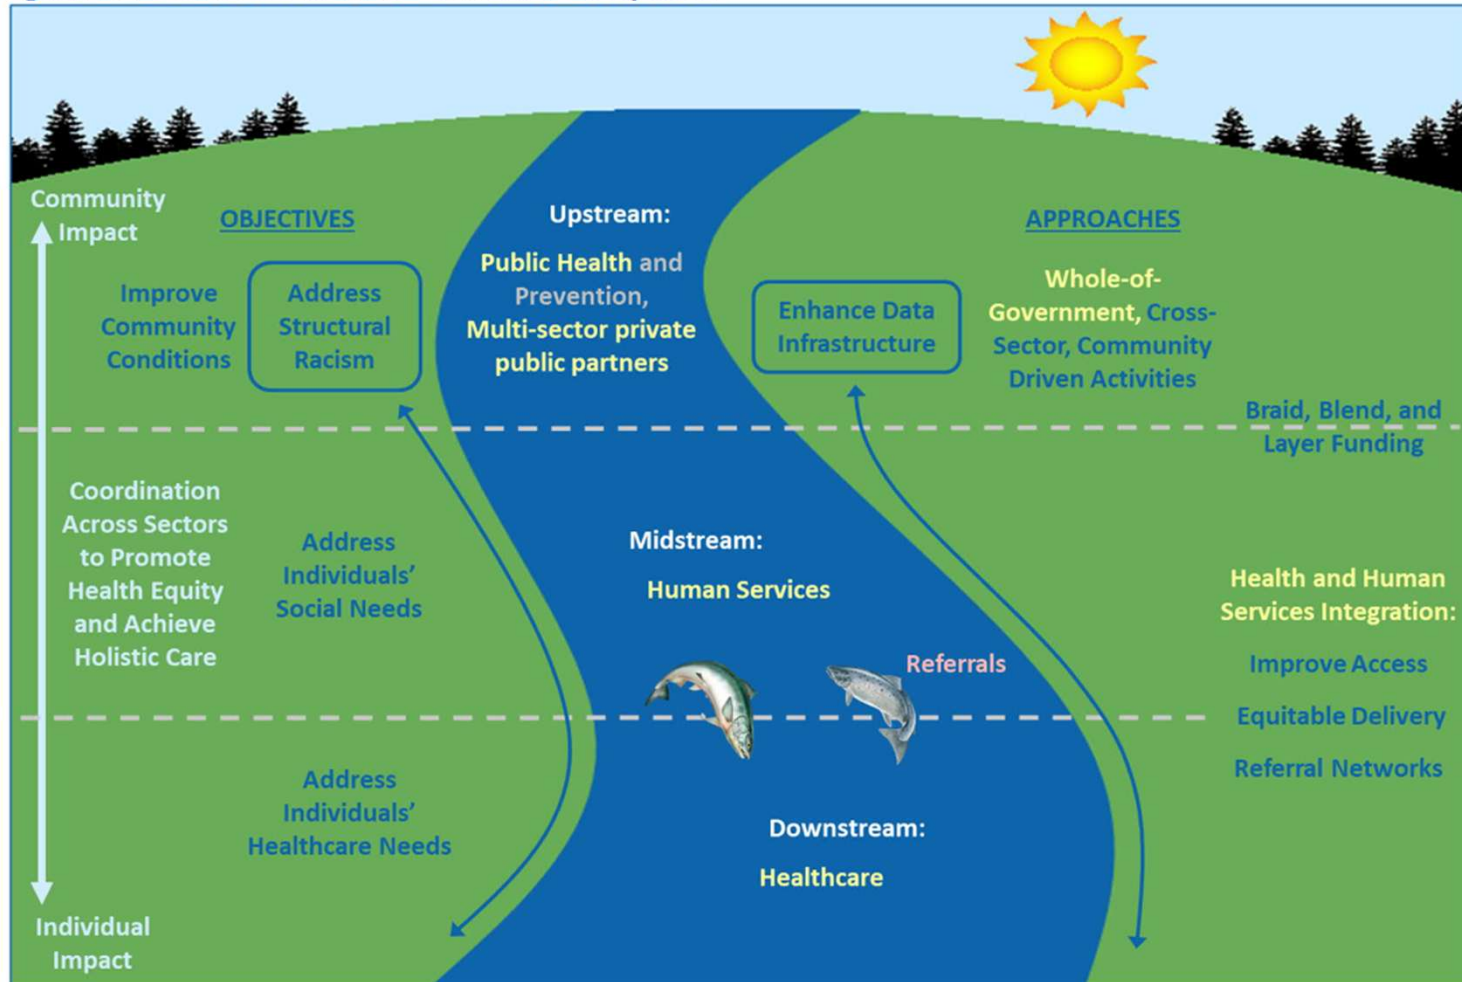 Community
Impact
OBJECTIVES
Improve
Community
Conditions
Address
Structural
Racism
Upstream:
Public Health and
Prevention,
Multi-sector private
public partners
APPROACHES
Enhance Data
Infrastructure
Whole-of-
Government, Cross-
Sector, Community
Driven Activities
Braid, Blend, and
Layer Funding
Coordination
Across Sectors
to Promote
Health Equity
and Achieve
Holistic Care
Address
Individuals’
Social Needs
Midstream:
Human Services
Referrals
Health and Human
Services Integration:
Improve Access
Equitable Delivery
Referral Networks
Address
Individuals’
Healthcare Needs
Downstream:
Healthcare
Individual
Impact